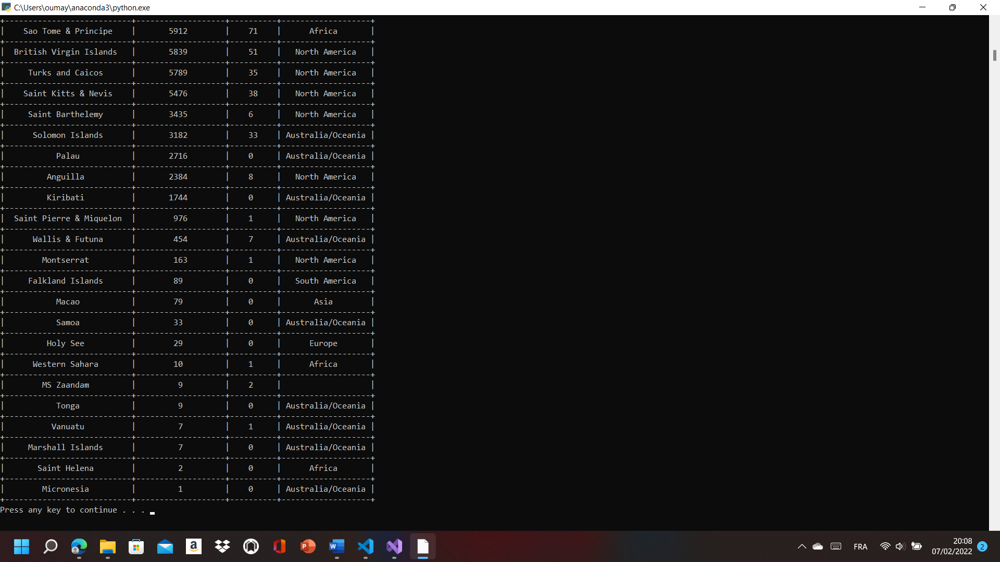 C:\Users\oumay\anaconda3\python.exe
+---------------------------+-------------------+----------+-------------------+
| Sao Tome & Principe | 5912 | 71 | Africa |
+---------------------------+-------------------+----------+-------------------+
| British Virgin Islands | 5839 | 51 | North America |
+---------------------------+-------------------+----------+-------------------+
| Turks and Caicos | 5789 | 35 | North America |
+---------------------------+-------------------+----------+-------------------+
| Saint Kitts & Nevis | 5476 | 38 | North America |
+---------------------------+-------------------+----------+-------------------+
| Saint Barthelemy | 3435 | 6 | North America |
+---------------------------+-------------------+----------+-------------------+
| Solomon Islands | 3182 | 33 | Australia/Oceania |
+---------------------------+-------------------+----------+-------------------+
| Palau | 2716 | 0 | Australia/Oceania |
+---------------------------+-------------------+----------+-------------------+
| Anguilla | 2384 | 8 | North America |
+---------------------------+-------------------+----------+-------------------+
| Kiribati | 1744 | 0 | Australia/Oceania |
+---------------------------+-------------------+----------+-------------------+
| Saint Pierre & Miquelon | 976 | 1 | North America |
+---------------------------+-------------------+----------+-------------------+
| Wallis & Futuna | 454 | 7 | Australia/Oceania |
+---------------------------+-------------------+----------+-------------------+
| Montserrat | 163 | 1 | North America |
+---------------------------+-------------------+----------+-------------------+
| Falkland Islands | 89 | 0 | South America |
+---------------------------+-------------------+----------+-------------------+
| Macao | 79 | 0 | Asia |
+---------------------------+-------------------+----------+-------------------+
| Samoa | 33 | 0 | Australia/Oceania |
+---------------------------+-------------------+----------+-------------------+
| Holy See | 29 | 0 | Europe |
+---------------------------+-------------------+----------+-------------------+
| Western Sahara | 10 | 1 | Africa |
+---------------------------+-------------------+----------+-------------------+
| MS Zaandam | 9 | 2 | |
+---------------------------+-------------------+----------+-------------------+
| Tonga | 9 | 0 | Australia/Oceania |
+---------------------------+-------------------+----------+-------------------+
| Vanuatu | 7 | 1 | Australia/Oceania |
+---------------------------+-------------------+----------+-------------------+
| Marshall Islands | 7 | 0 | Australia/Oceania |
+---------------------------+-------------------+----------+-------------------+
| Saint Helena | 2 | 0 | Africa |
+---------------------------+-------------------+----------+-------------------+
| Micronesia | 1 | 0 | Australia/Oceania |
+---------------------------+-------------------+----------+-------------------+
Press any key to continue . . .
a
P
W
FRA
20:08
07/02/2022
2